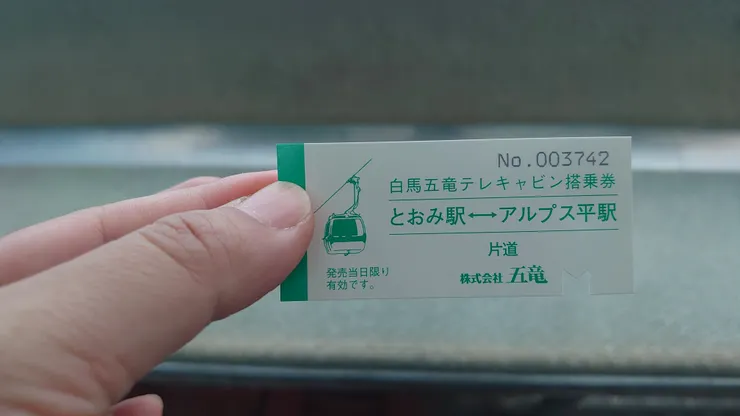 No.003742
白馬五竜テレキャビン搭乗券
とおみ駅↔アルプス平駅
片道
発売当日限り
有効です。
株式会社 五竜